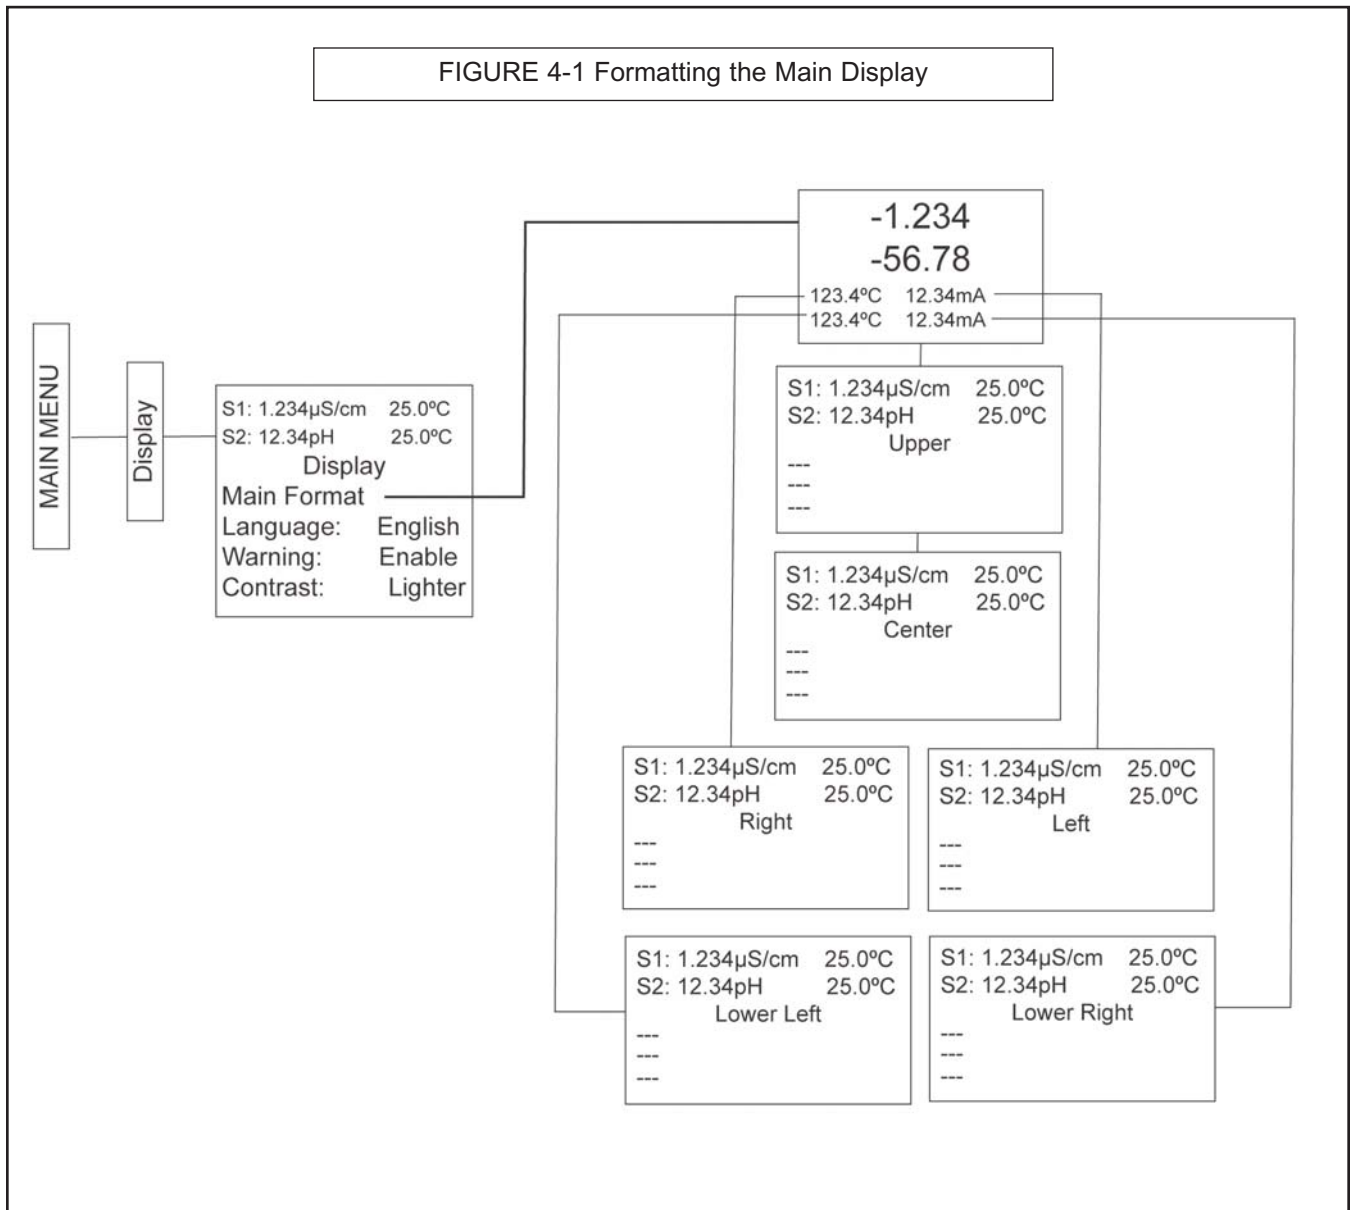 FIGURE 4-1 Formatting the Main Display
MAIN MENU
Display
S1: 1.234µS/cm 25.0ºC
S2: 12.34pH 25.0ºC
Display
Main Format
Language: English
Warning: Enable
Contrast: Lighter
-1.234
-56.78
123.4ºC 12.34mA
123.4ºC 12.34mA
S1: 1.234µS/cm 25.0ºC
S2: 12.34pH 25.0ºC
Upper
---
---
---
S1: 1.234µS/cm 25.0ºC
S2: 12.34pH 25.0ºC
Center
---
---
---
S1: 1.234µS/cm 25.0ºC
S2: 12.34pH 25.0ºC
Right
---
---
---
S1: 1.234µS/cm 25.0ºC
S2: 12.34pH 25.0ºC
Left
---
---
---
S1: 1.234µS/cm 25.0ºC
S2: 12.34pH 25.0ºC
Lower Left
---
---
---
S1: 1.234µS/cm 25.0ºC
S2: 12.34pH 25.0ºC
Lower Right
---
---
---